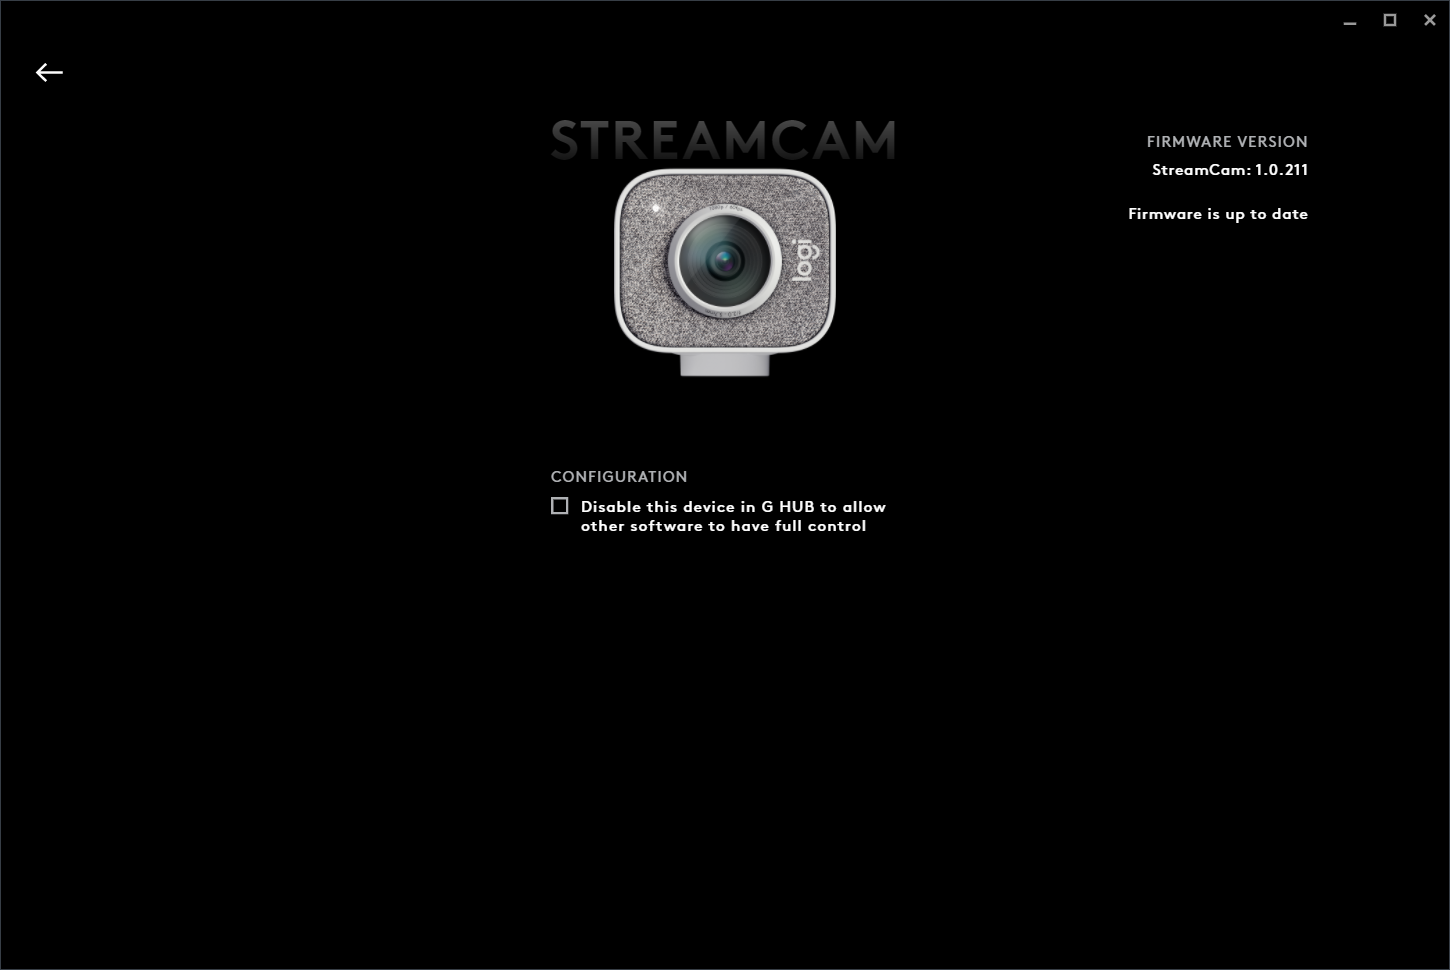 STREAMCAM
FIRMWARE VERSION
StreamCam: 1.0.211
Firmware is up to date
logi
CONFIGURATION
Disable this device in G HUB to allow
other software to have full control